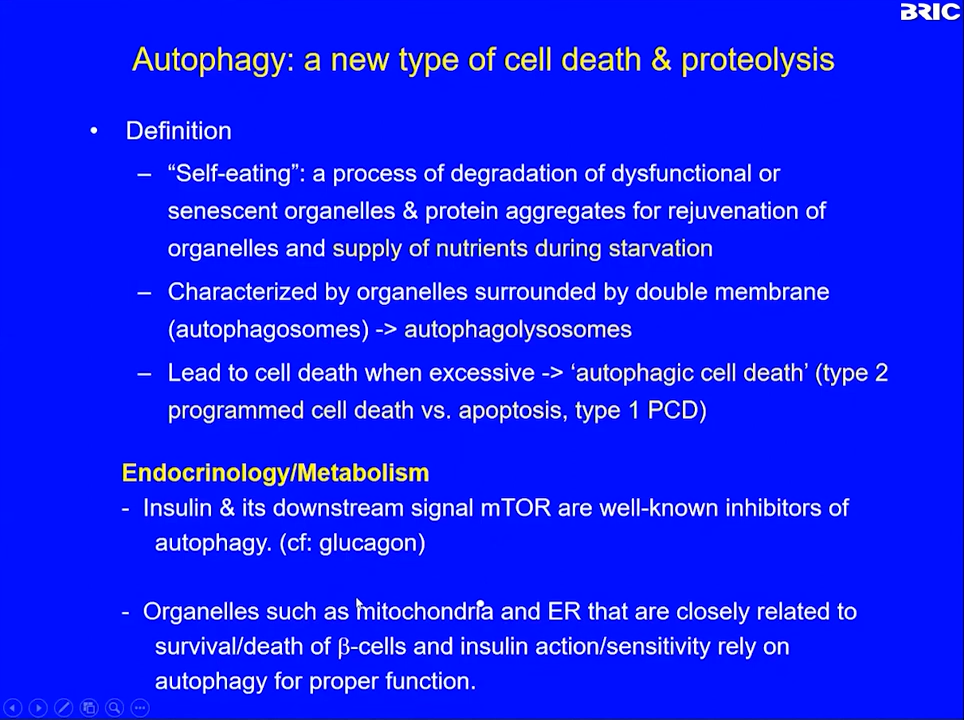 BRIC
Autophagy: a new type of cell death & proteolysis
• Definition
– “Self-eating”: a process of degradation of dysfunctional or
senescent organelles & protein aggregates for rejuvenation of
organelles and supply of nutrients during starvation
– Characterized by organelles surrounded by double membrane
(autophagosomes) -> autophagolysosomes
– Lead to cell death when excessive -> ‘autophagic cell death’ (type 2
programmed cell death vs. apoptosis, type 1 PCD)
Endocrinology/Metabolism
- Insulin & its downstream signal mTOR are well-known inhibitors of
autophagy. (cf: glucagon)
- Organelles such as mitochondria and ER that are closely related to
survival/death of β-cells and insulin action/sensitivity rely on
autophagy for proper function.